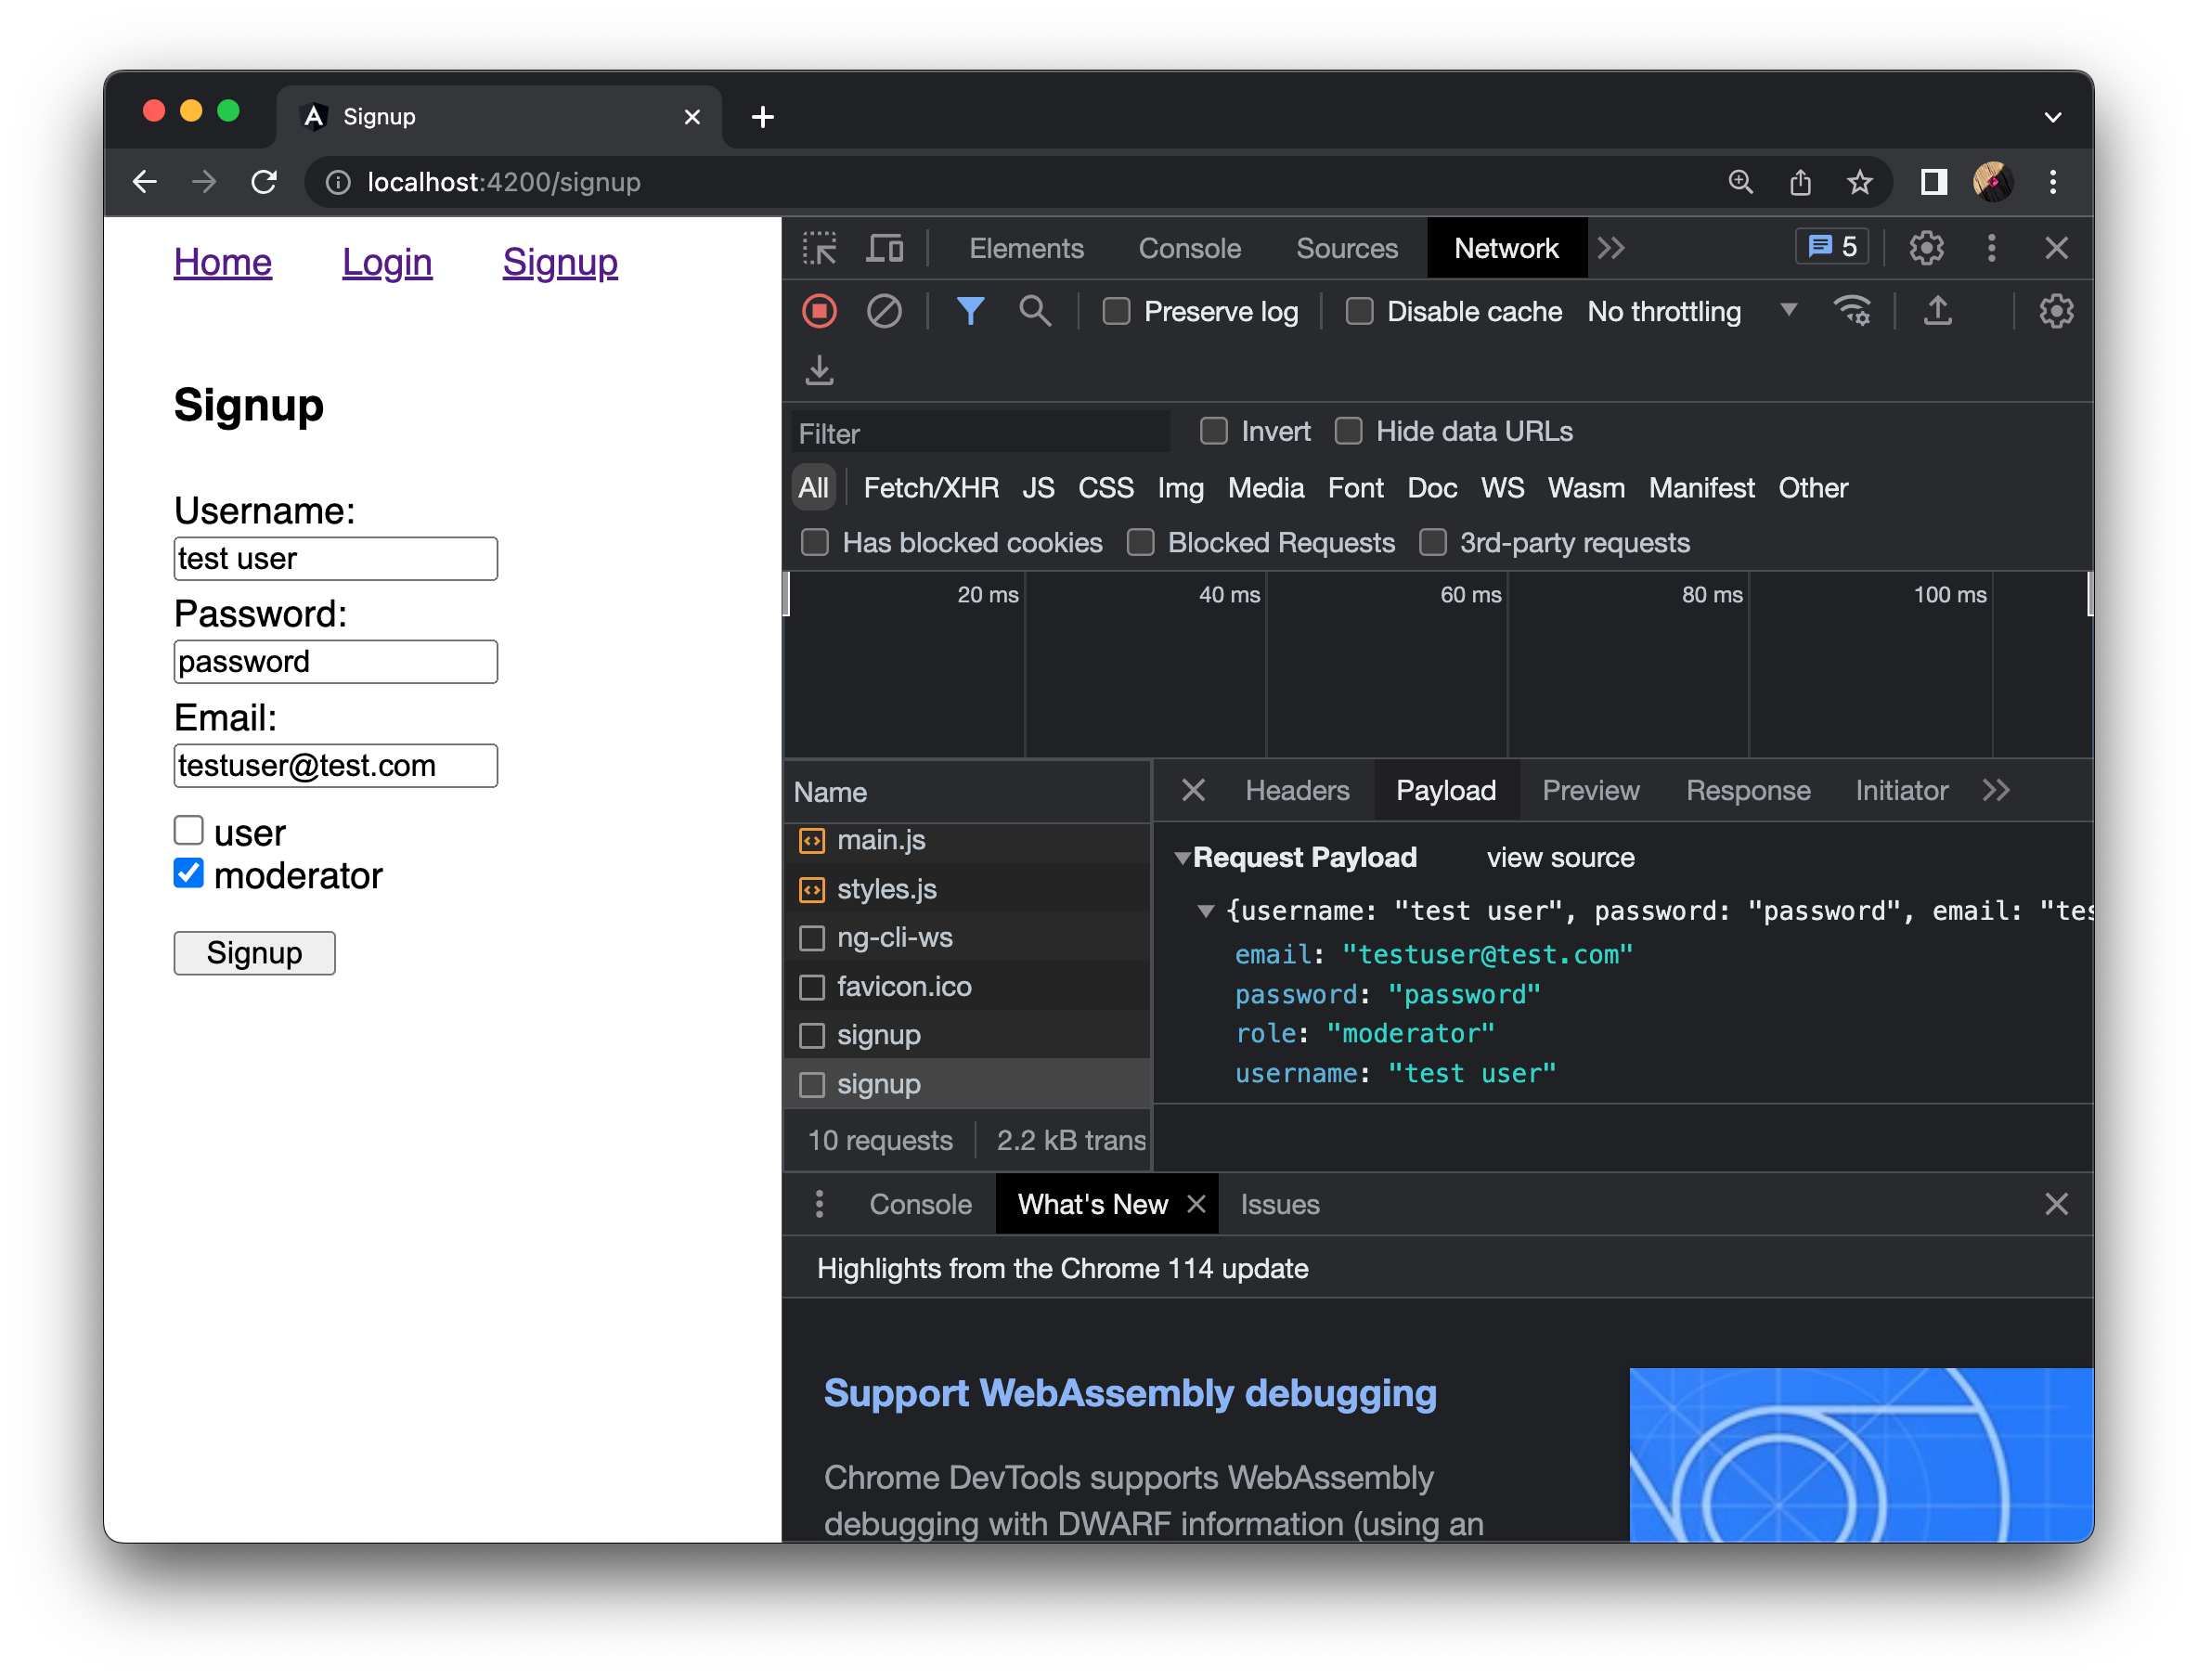 Signup
localhost:4200/signup
Home Login Signup
Signup
Username:
test user
Password:
password
Email:
testuser@test.com
user
moderator
Signup
Elements Console Sources Network 5
Preserve log Disable cache No throttling
Filter Invert Hide data URLs
All Fetch/XHR JS CSS Img Media Font Doc WS Wasm Manifest Other
Has blocked cookies Blocked Requests 3rd-party requests
20 ms 40 ms 60 ms 80 ms 100 ms
Name
main.js
styles.js
ng-cli-ws
favicon.ico
signup
signup
10 requests 2.2 kB trans
Headers Payload Preview Response Initiator
Request Payload view source
{username: "test user", password: "password", email: "tes
email: "testuser@test.com"
password: "password"
role: "moderator"
username: "test user"
Console What's New Issues
Highlights from the Chrome 114 update
Support WebAssembly debugging
Chrome DevTools supports WebAssembly
debugging with DWARF information (using an